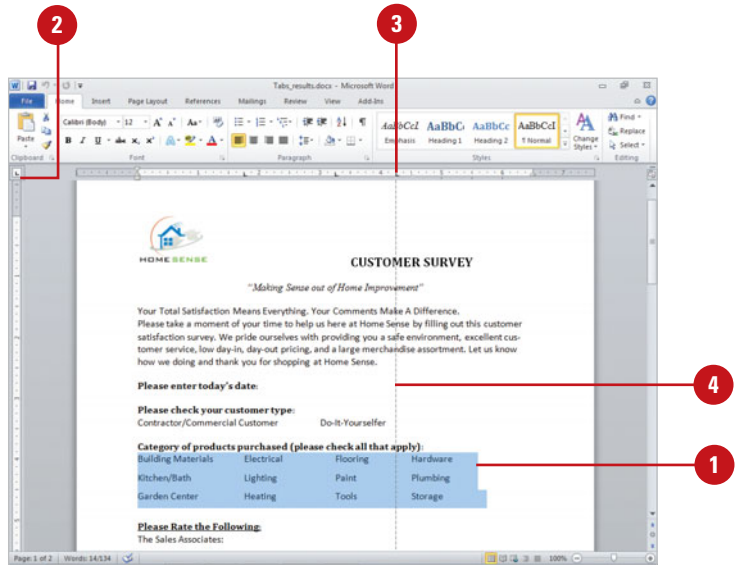 2
3
Tabs_results.docx - Microsoft Word
File Home Insert Page Layout References Mailings Review View Add-Ins
Paste
Calibri (Body) 12 A A Aa
B I U abe x, x² A A
AaBbCcI AaBbC AaBbCc AaBbCcI
Emphasis Heading 1 Heading 2 ¶ Normal
Change Styles
Find
Replace
Select
Clipboard Font Paragraph Styles Editing
HOME SENSE
CUSTOMER SURVEY
"Making Sense out of Home Improvement"
Your Total Satisfaction Means Everything. Your Comments Make A Difference.
Please take a moment of your time to help us here at Home Sense by filling out this customer
satisfaction survey. We pride ourselves with providing you a safe environment, excellent cus-
tomer service, low day-in, day-out pricing, and a large merchandise assortment. Let us know
how we doing and thank you for shopping at Home Sense.
Please enter today's date:
4
Please check your customer type:
Contractor/Commercial Customer Do-It-Yourselfer
Category of products purchased (please check all that apply):
Building Materials Electrical Flooring Hardware
1
Kitchen/Bath Lighting Paint Plumbing
Garden Center Heating Tools Storage
Please Rate the Following:
The Sales Associates:
Page: 1 of 2 Words: 14/134 100%